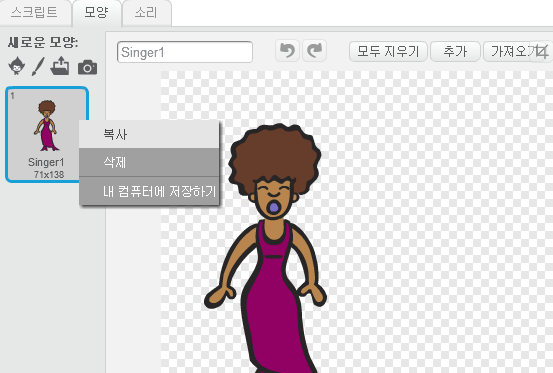 스크립트 모양 소리
새로운 모양:
Singer1
모두 지우기 추가 가져오기
1
Singer1
71x138
복사
삭제
내 컴퓨터에 저장하기